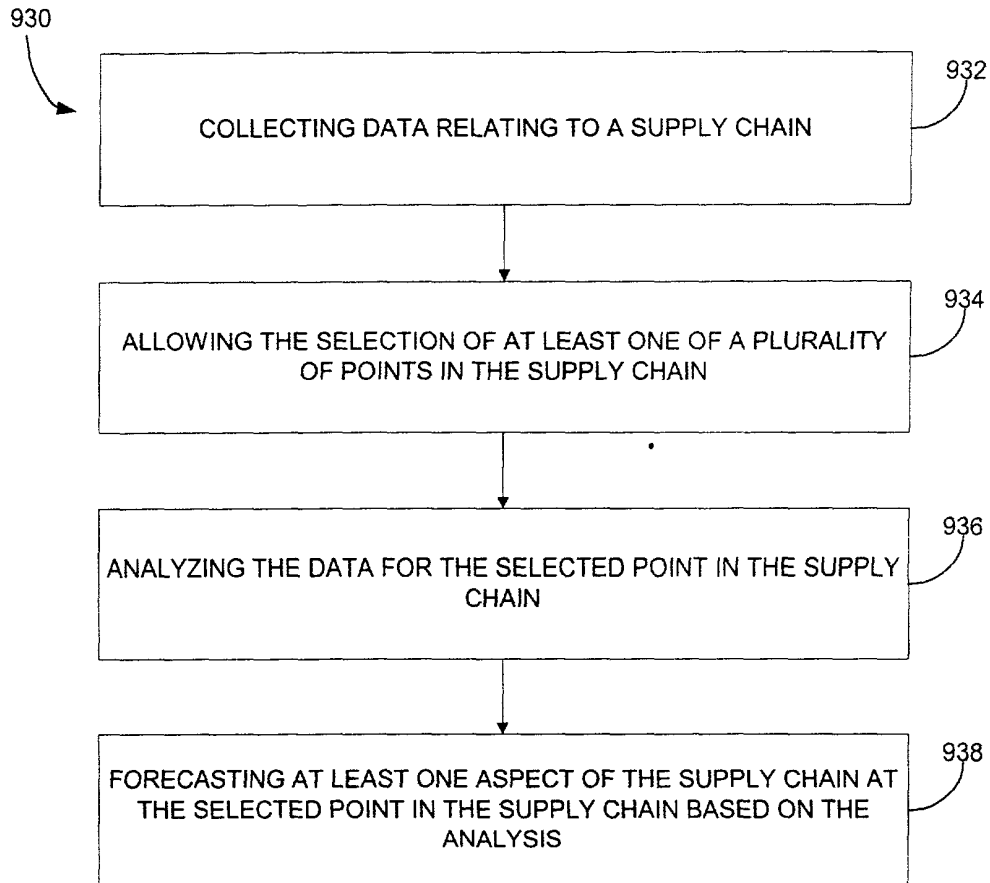 930
932
COLLECTING DATA RELATING TO A SUPPLY CHAIN
934
ALLOWING THE SELECTION OF AT LEAST ONE OF A PLURALITY
OF POINTS IN THE SUPPLY CHAIN
936
ANALYZING THE DATA FOR THE SELECTED POINT IN THE SUPPLY
CHAIN
938
FORECASTING AT LEAST ONE ASPECT OF THE SUPPLY CHAIN AT
THE SELECTED POINT IN THE SUPPLY CHAIN BASED ON THE
ANALYSIS